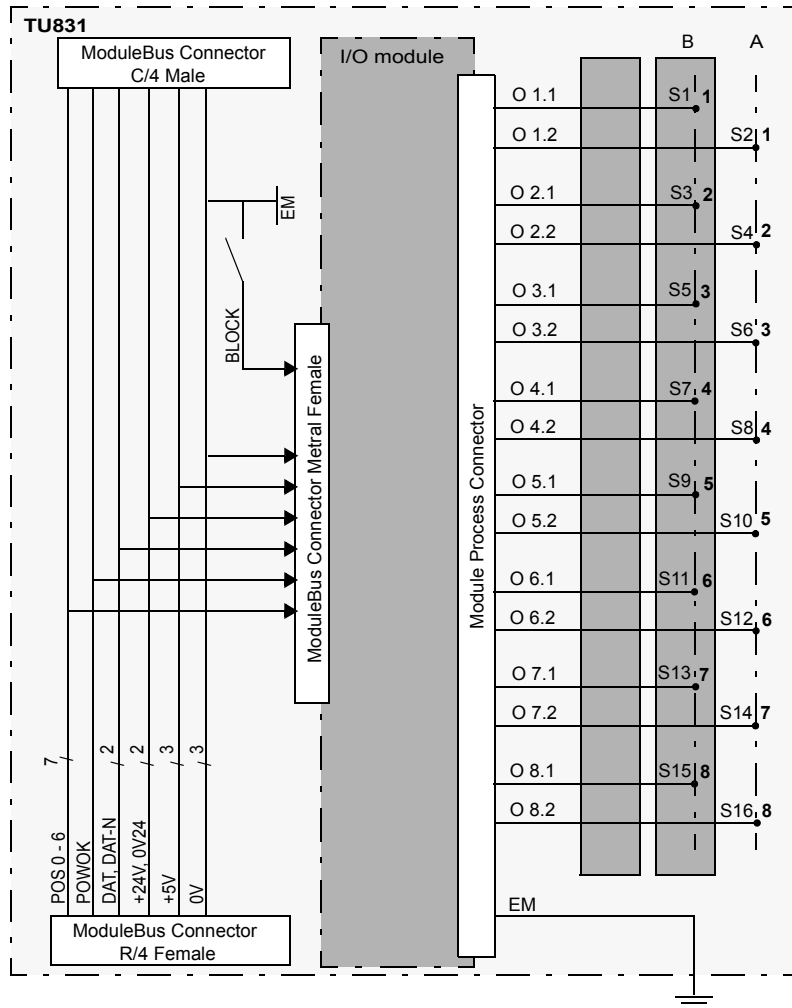 TU831
ModuleBus Connector
C/4 Male
I/O module
B
A
O 1.1
S1
1
O 1.2
S2
1
O 2.1
S3
2
O 2.2
S4
2
O 3.1
S5
3
O 3.2
S6
3
O 4.1
S7
4
O 4.2
S8
4
O 5.1
S9
5
O 5.2
S10
5
O 6.1
S11
6
O 6.2
S12
6
O 7.1
S13
7
O 7.2
S14
7
O 8.1
S15
8
O 8.2
S16
8
EM
BLOCK
ModuleBus Connector Metral Female
Module Process Connector
7
2
2
3
3
POS 0 - 6
POWOK
DAT, DAT-N
+24V, 0V24
+5V
0V
ModuleBus Connector
R/4 Female
EM